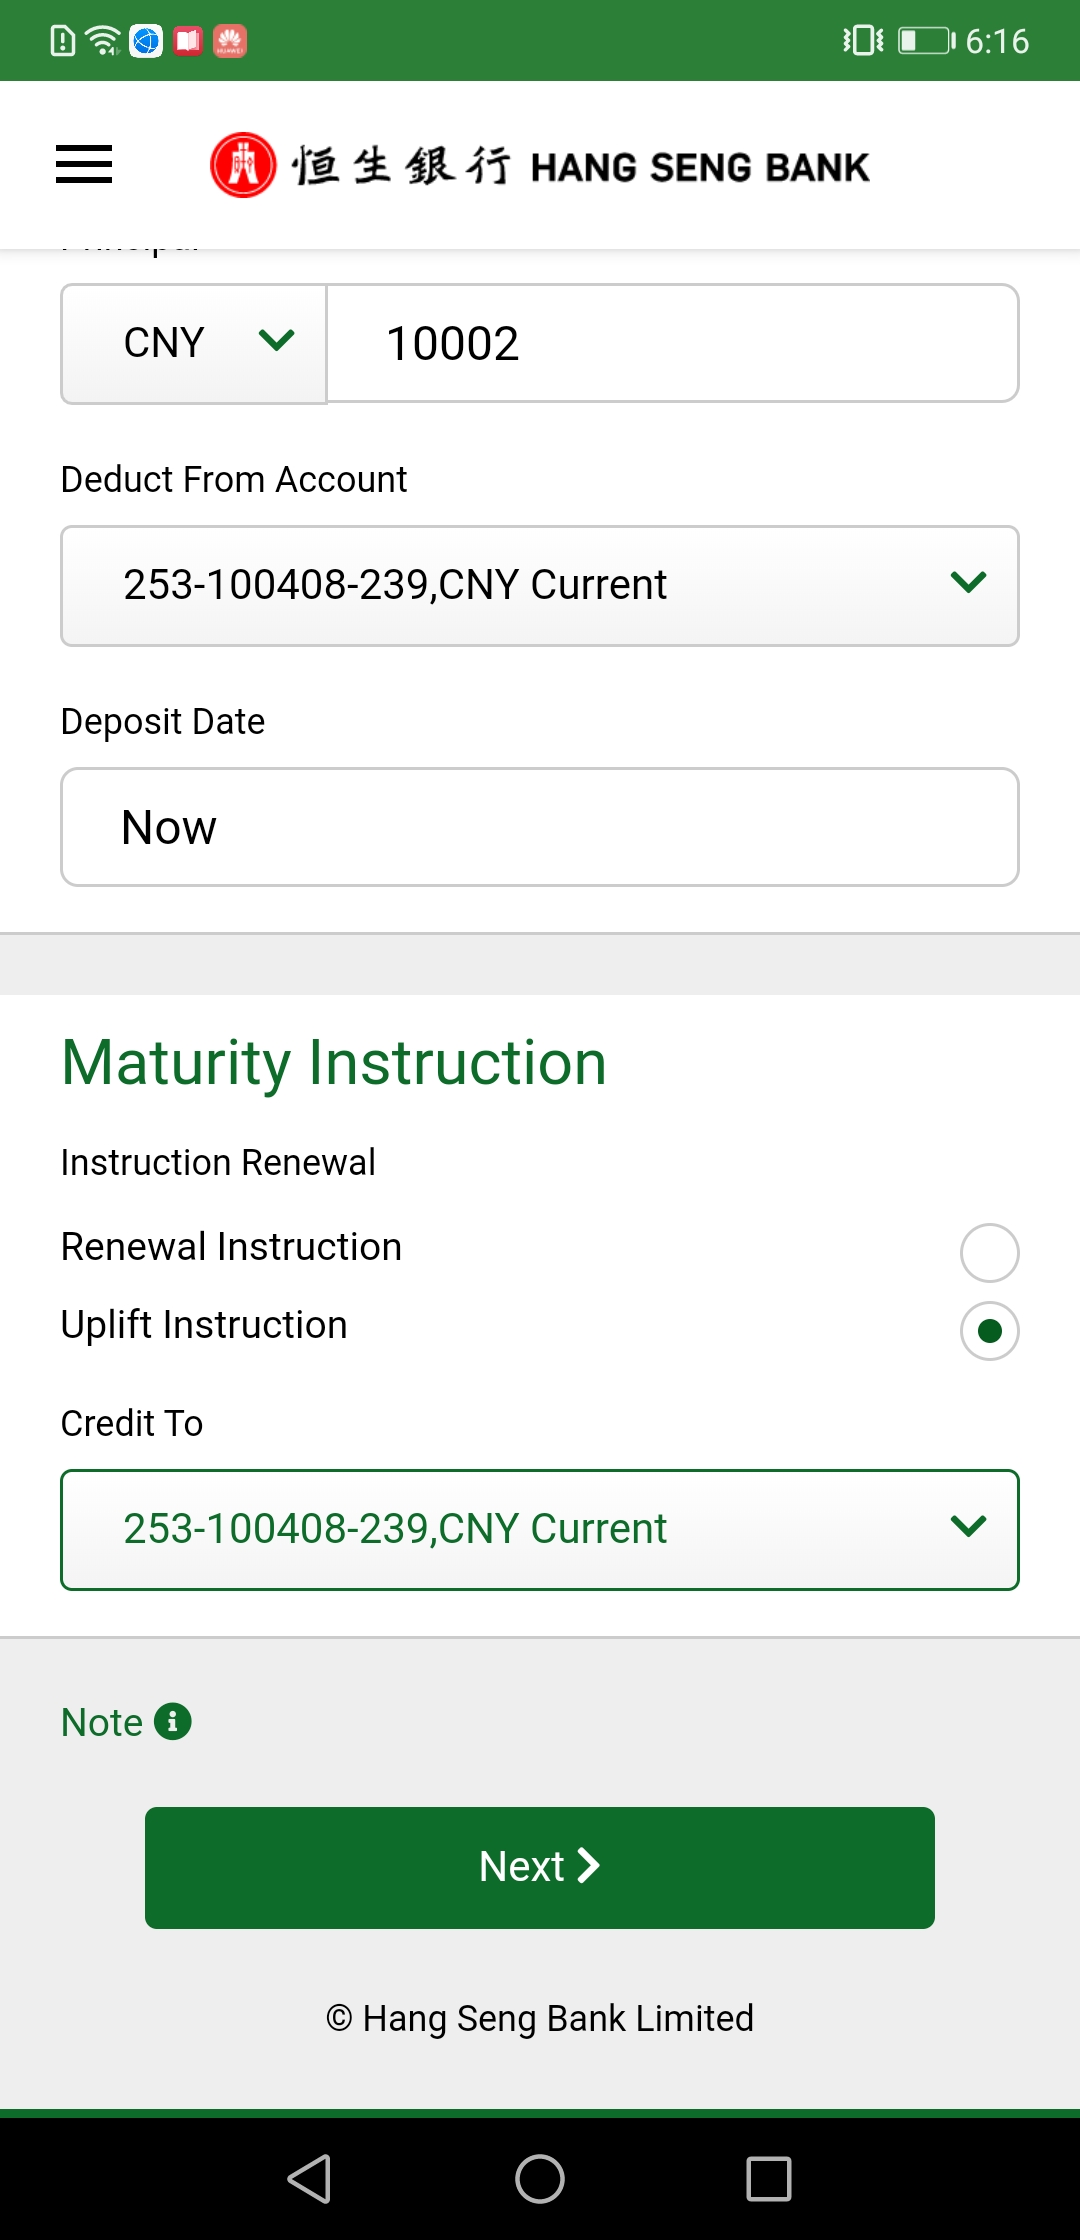 6:16
恒生銀行 HANG SENG BANK
CNY 10002
Deduct From Account
253-100408-239,CNY Current
Deposit Date
Now
Maturity Instruction
Instruction Renewal
Renewal Instruction
Uplift Instruction
Credit To
253-100408-239,CNY Current
Note
Next
© Hang Seng Bank Limited